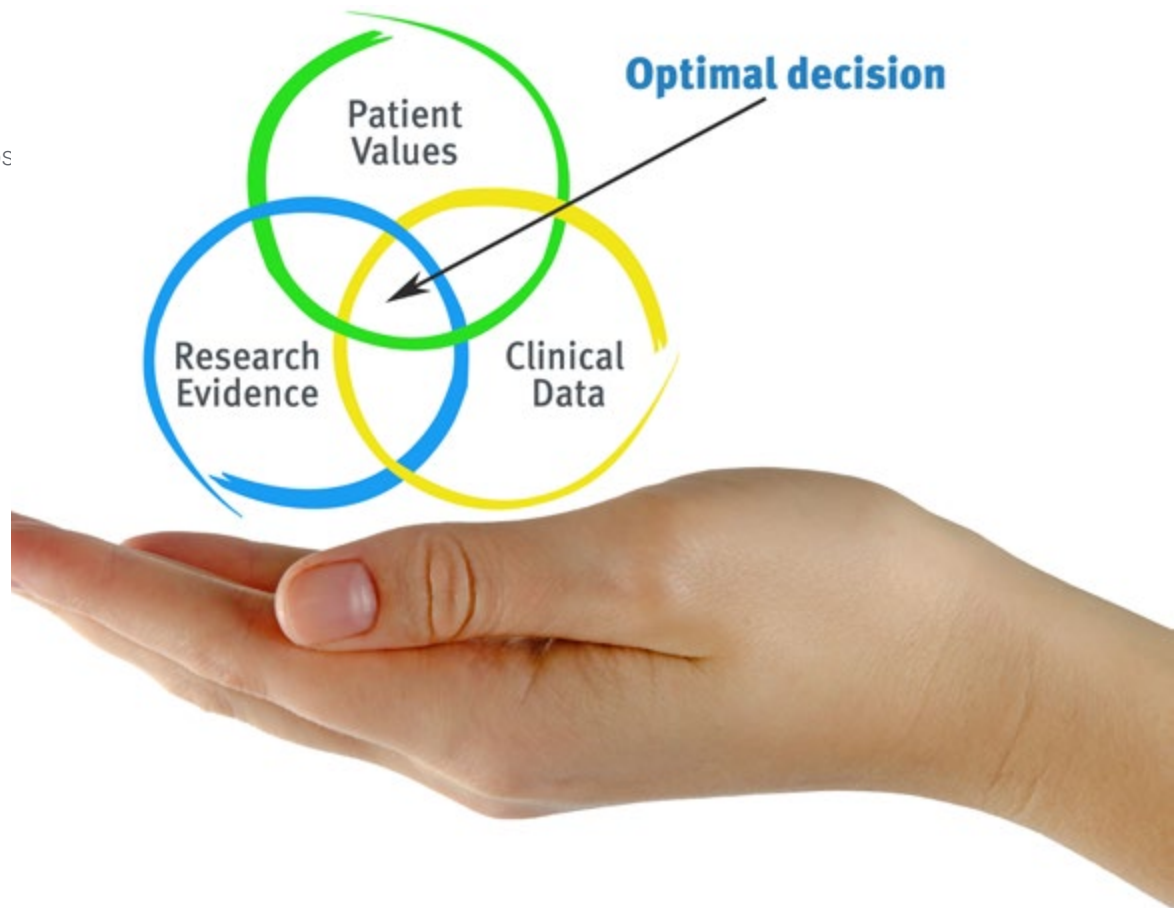 Optimal decision
Patient
Values
Research
Evidence
Clinical
Data